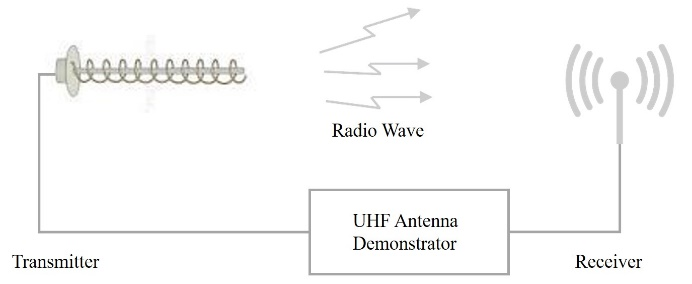 Radio Wave
UHF Antenna
Demonstrator
Transmitter
Receiver